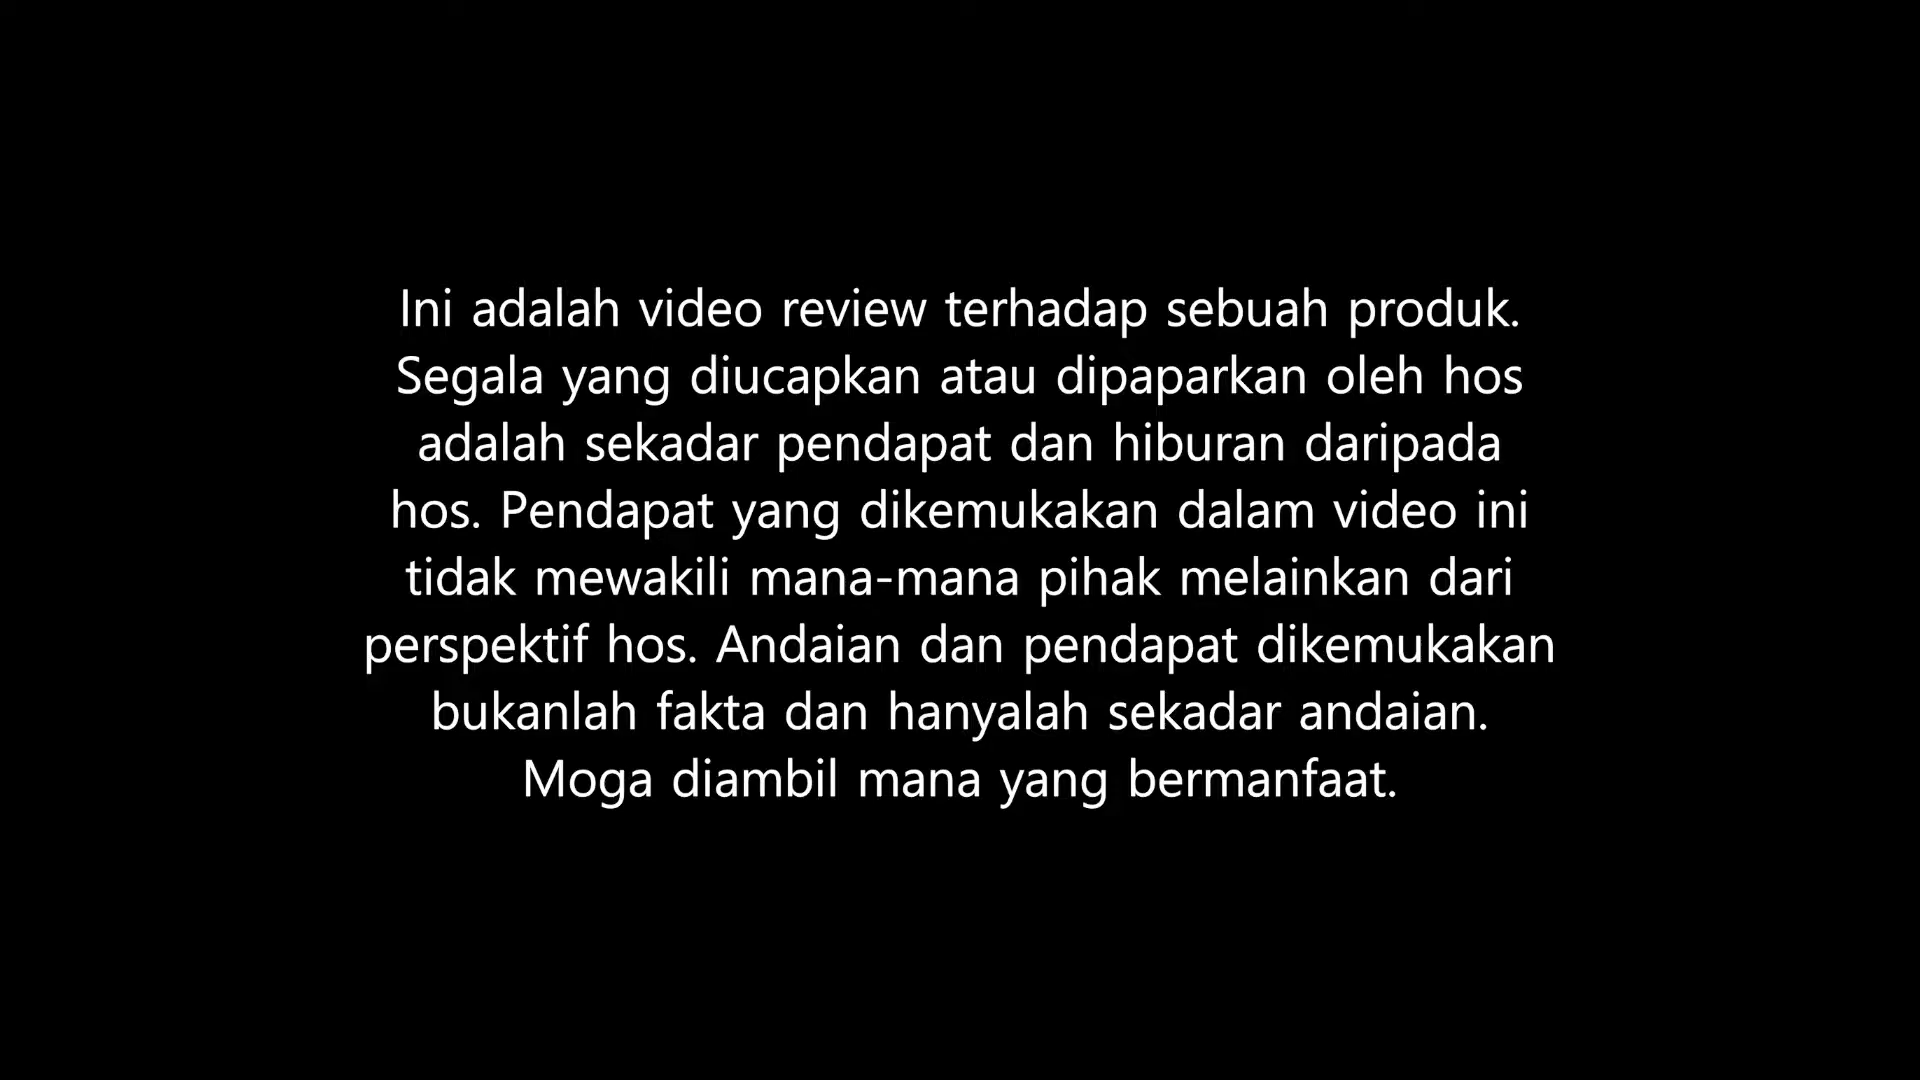 Ini adalah video review terhadap sebuah produk.
Segala yang diucapkan atau dipaparkan oleh hos
adalah sekadar pendapat dan hiburan daripada
hos. Pendapat yang dikemukakan dalam video ini
tidak mewakili mana-mana pihak melainkan dari
perspektif hos. Andaian dan pendapat dikemukakan
bukanlah fakta dan hanyalah sekadar andaian.
Moga diambil mana yang bermanfaat.